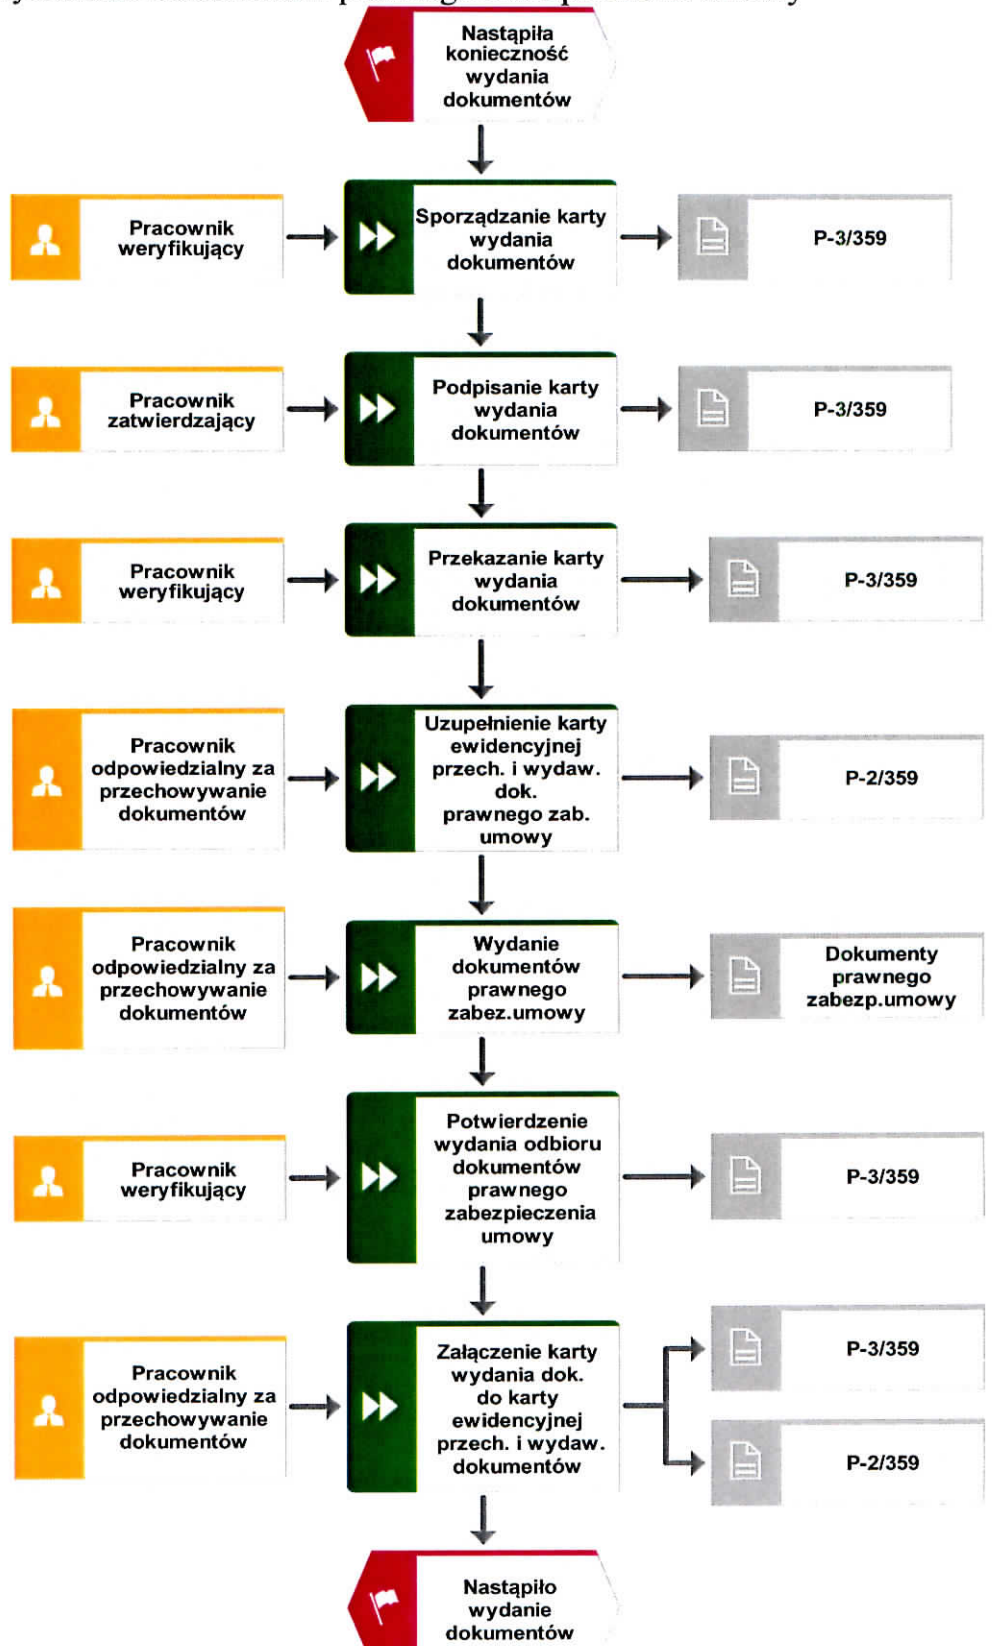 Nastąpiła
konieczność
wydania
dokumentów
Pracownik
weryfikujący
Sporządzanie karty
wydania
dokumentów
P-3/359
Pracownik
zatwierdzający
Podpisanie karty
wydania
dokumentów
P-3/359
Pracownik
weryfikujący
Przekazanie karty
wydania
dokumentów
P-3/359
Pracownik
odpowiedzialny za
przechowywanie
dokumentów
Uzupełnienie karty
ewidencyjnej
przech. i wydaw.
dok.
prawnego zab.
umowy
P-2/359
Pracownik
odpowiedzialny za
przechowywanie
dokumentów
Wydanie
dokumentów
prawnego
zabez.umowy
Dokumenty
prawnego
zabezp.umowy
Pracownik
weryfikujący
Potwierdzenie
wydania odbioru
dokumentów
prawnego
zabezpieczenia
umowy
P-3/359
Pracownik
odpowiedzialny za
przechowywanie
dokumentów
Załączenie karty
wydania dok.
do karty
ewidencyjnej
przech. i wydaw.
dokumentów
P-3/359
P-2/359
Nastąpiło
wydanie
dokumentów